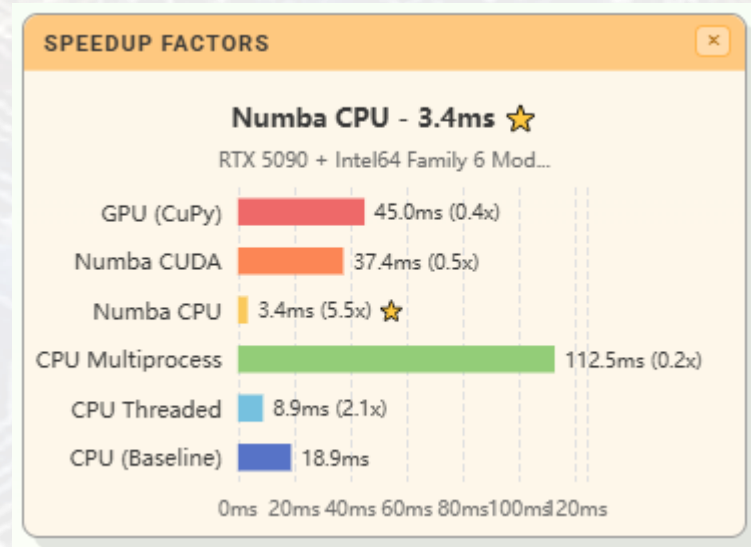 SPEEDUP FACTORS ×
Numba CPU - 3.4ms
RTX 5090 + Intel64 Family 6 Mod...
GPU (CuPy) 45.0ms (0.4x)
Numba CUDA 37.4ms (0.5x)
Numba CPU 3.4ms (5.5x)
CPU Multiprocess 112.5ms (0.2x)
CPU Threaded 8.9ms (2.1x)
CPU (Baseline) 18.9ms
0ms 20ms 40ms 60ms 80ms 100ms 120ms